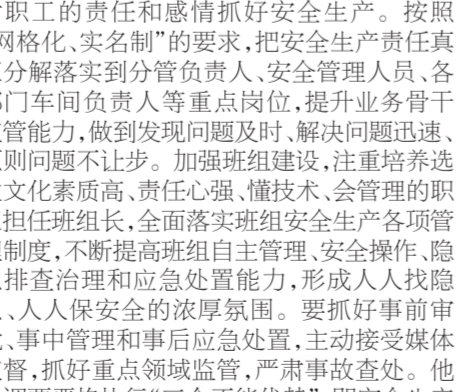 职工的责任和感情抓好安全生产。按照
网格化、实名制”的要求,把安全生产责任真
分解落实到分管负责人、安全管理人员、各
门车间负责人等重点岗位,提升业务骨干
管能力,做到发现问题及时、解决问题迅速、
则问题不让步。加强班组建设,注重培养选
文化素质高、责任心强、懂技术、会管理的职
担任班组长,全面落实班组安全生产各项管
制度,不断提高班组自主管理、安全操作、隐
排查治理和应急处置能力,形成人人找隐
、人人保安全的浓厚氛围。要抓好事前审
、事中管理和事后应急处置,主动接受媒体
督,抓好重点领域监管,严肃事故查处。他